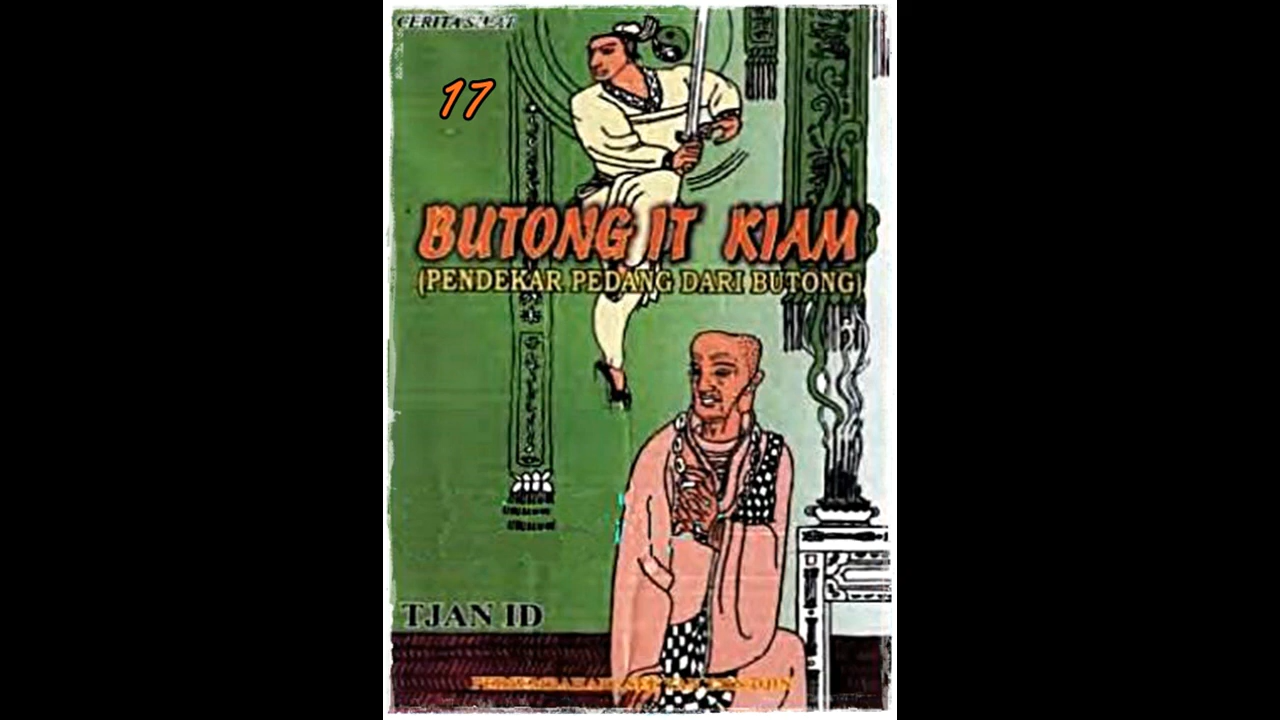 CERITA SILAT
17
BUTONG IT KIAM
(PENDEKAR PEDANG DARI BUTONG)
TJAN ID